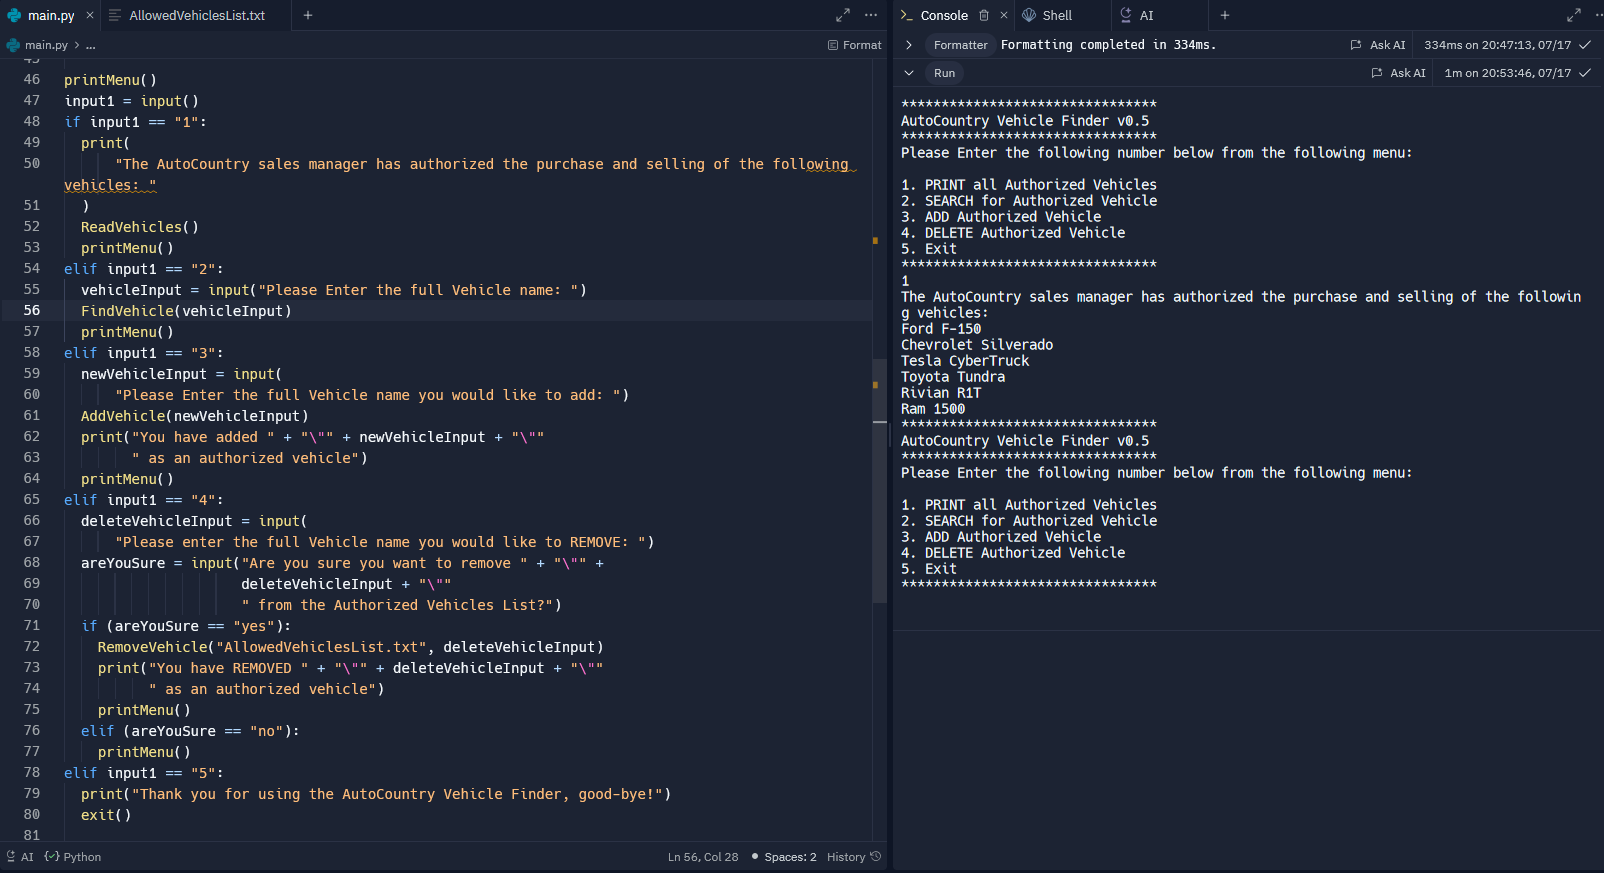 main.py × AllowedVehiclesList.txt +
main.py > ...
Format
46 printMenu()
47 input1 = input()
48 if input1 == "1":
49 print(
50 "The AutoCountry sales manager has authorized the purchase and selling of the following
vehicles: "
51 )
52 ReadVehicles()
53 printMenu()
54 elif input1 == "2":
55 vehicleInput = input("Please Enter the full Vehicle name: ")
56 FindVehicle(vehicleInput)
57 printMenu()
58 elif input1 == "3":
59 newVehicleInput = input(
60 "Please Enter the full Vehicle name you would like to add: ")
61 AddVehicle(newVehicleInput)
62 print("You have added " + "\"" + newVehicleInput + "\""
63 " as an authorized vehicle")
64 printMenu()
65 elif input1 == "4":
66 deleteVehicleInput = input(
67 "Please enter the full Vehicle name you would like to REMOVE: ")
68 areYouSure = input("Are you sure you want to remove " + "\"" +
69 deleteVehicleInput + "\""
70 " from the Authorized Vehicles List?")
71 if (areYouSure == "yes"):
72 RemoveVehicle("AllowedVehiclesList.txt", deleteVehicleInput)
73 print("You have REMOVED " + "\"" + deleteVehicleInput + "\""
74 " as an authorized vehicle")
75 printMenu()
76 elif (areYouSure == "no"):
77 printMenu()
78 elif input1 == "5":
79 print("Thank you for using the AutoCountry Vehicle Finder, good-bye!")
80 exit()
81
AI Python
Ln 56, Col 28 • Spaces: 2 History
Console × Shell AI +
Formatter Formatting completed in 334ms. Ask AI 334ms on 20:47:13, 07/17
Run Ask AI 1m on 20:53:46, 07/17
********************************
AutoCountry Vehicle Finder v0.5
********************************
Please Enter the following number below from the following menu:
1. PRINT all Authorized Vehicles
2. SEARCH for Authorized Vehicle
3. ADD Authorized Vehicle
4. DELETE Authorized Vehicle
5. Exit
********************************
1
The AutoCountry sales manager has authorized the purchase and selling of the followin
g vehicles:
Ford F-150
Chevrolet Silverado
Tesla CyberTruck
Toyota Tundra
Rivian R1T
Ram 1500
********************************
AutoCountry Vehicle Finder v0.5
********************************
Please Enter the following number below from the following menu:
1. PRINT all Authorized Vehicles
2. SEARCH for Authorized Vehicle
3. ADD Authorized Vehicle
4. DELETE Authorized Vehicle
5. Exit
********************************